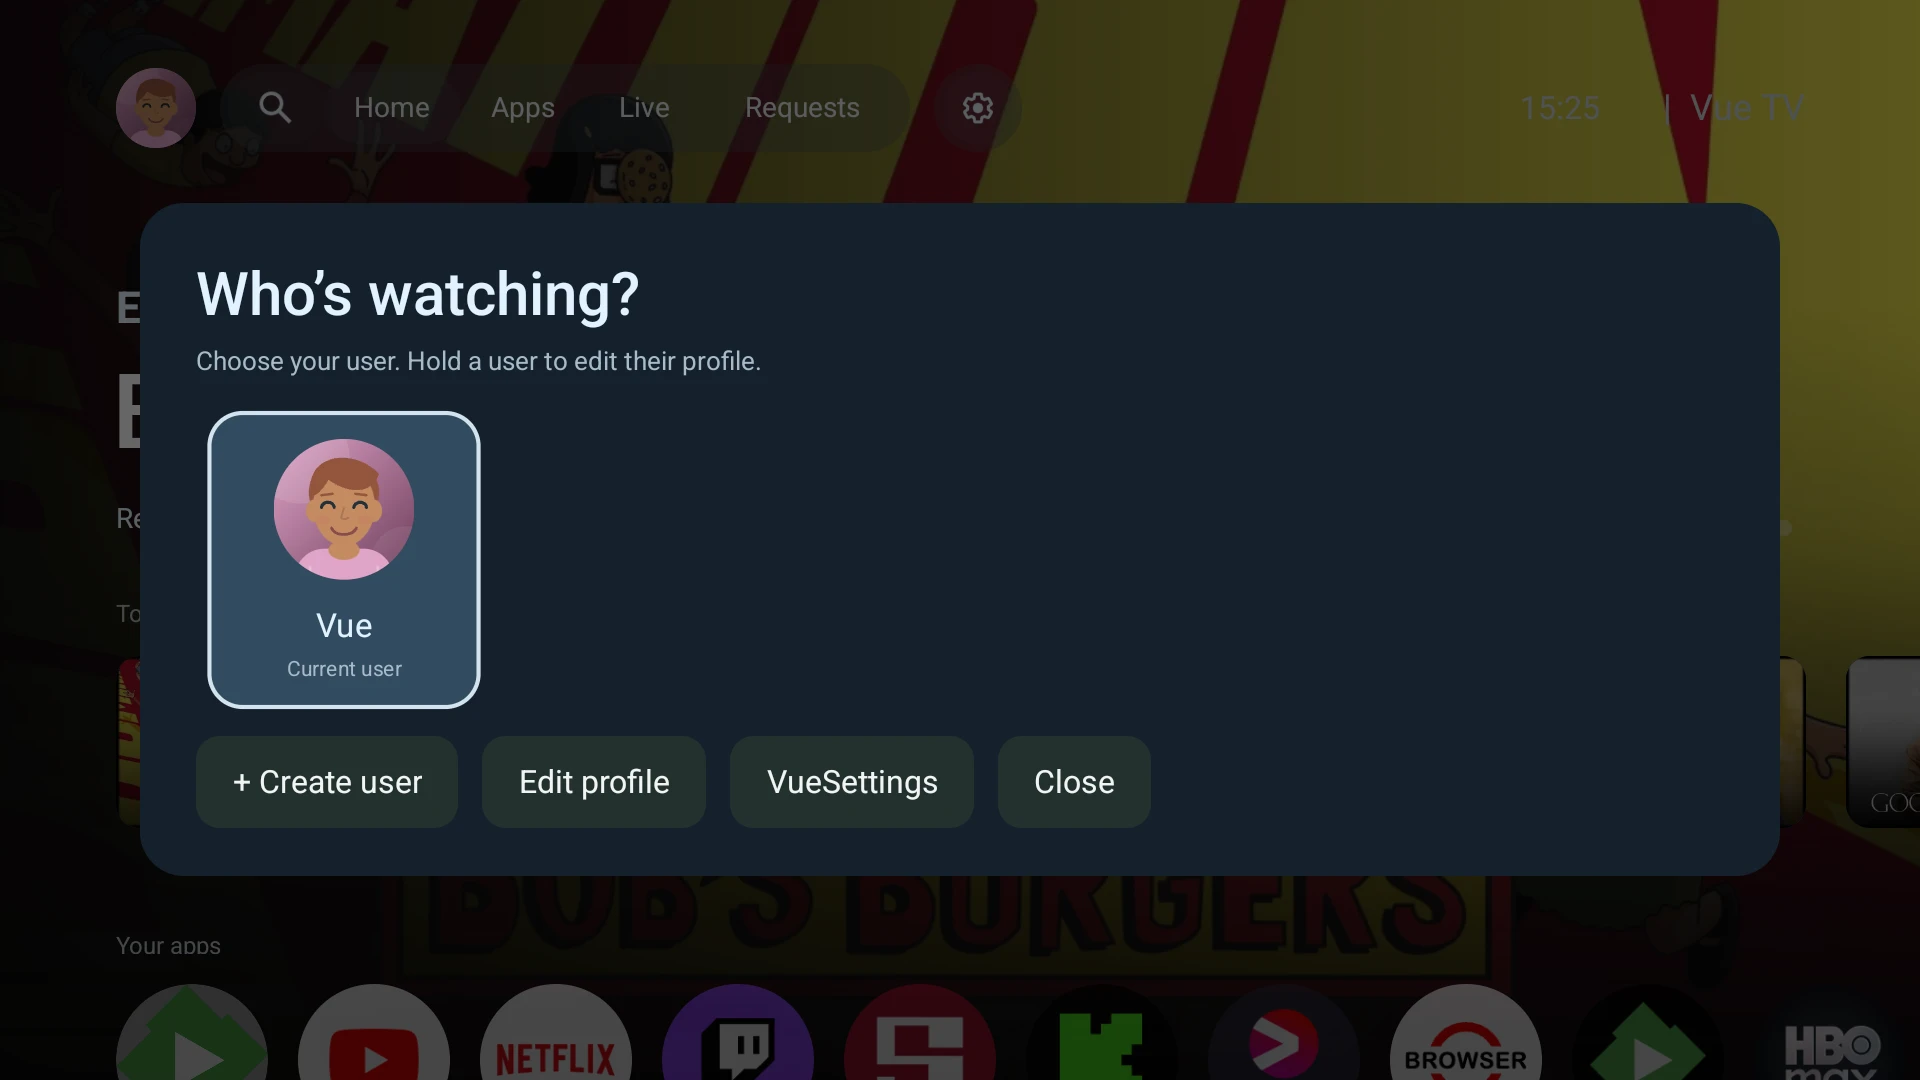 Home
Apps
Live
Requests
15:25
| Vue TV
Who’s watching?
Choose your user. Hold a user to edit their profile.
Vue
Current user
+ Create user
Edit profile
VueSettings
Close
BOB'S BURGERS
Your apps
NETFLIX
BROWSER
HBO
max